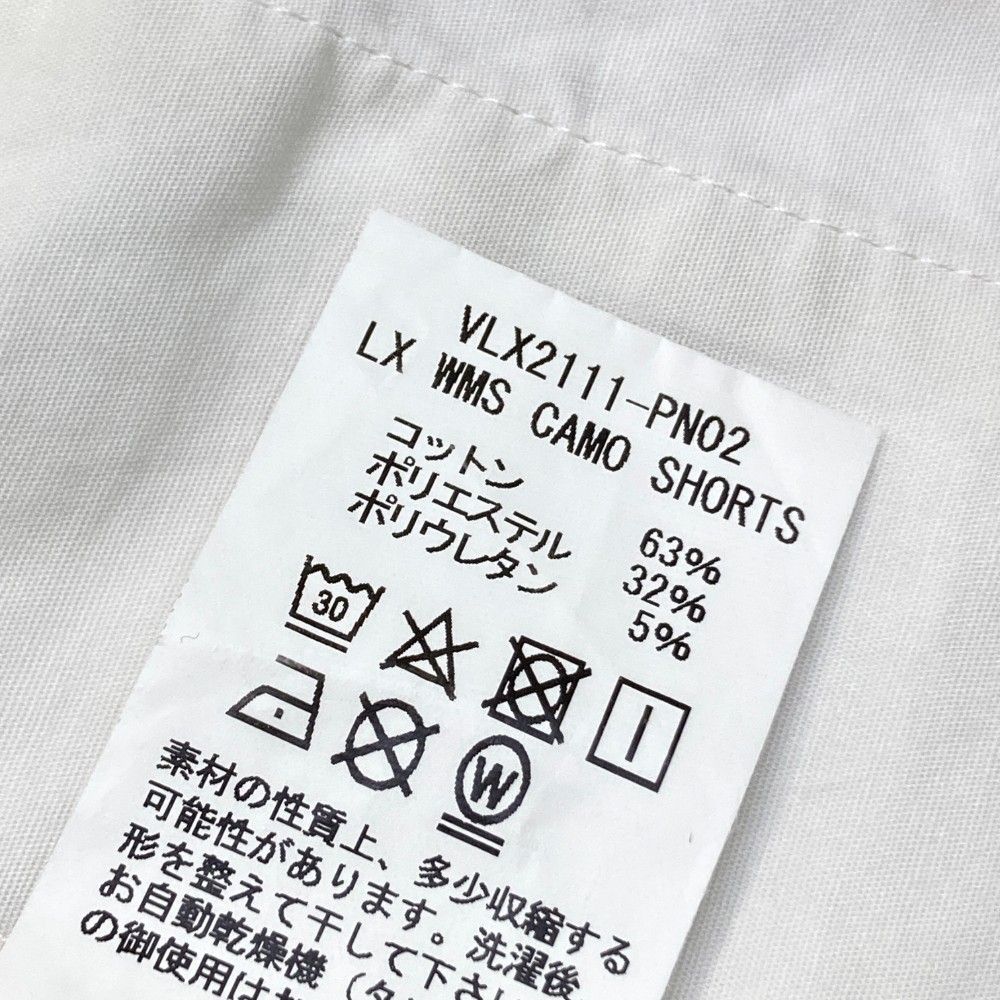 VLX2111-PN02
LX WMS CAMO SHORTS
コットン 63%
ポリエステル 32%
ポリウレタン 5%
30
W
素材の性質上、多少収縮する
可能性があります。洗濯後、
形を整えて干して下さい
お自動乾燥機(タ
の御使用は